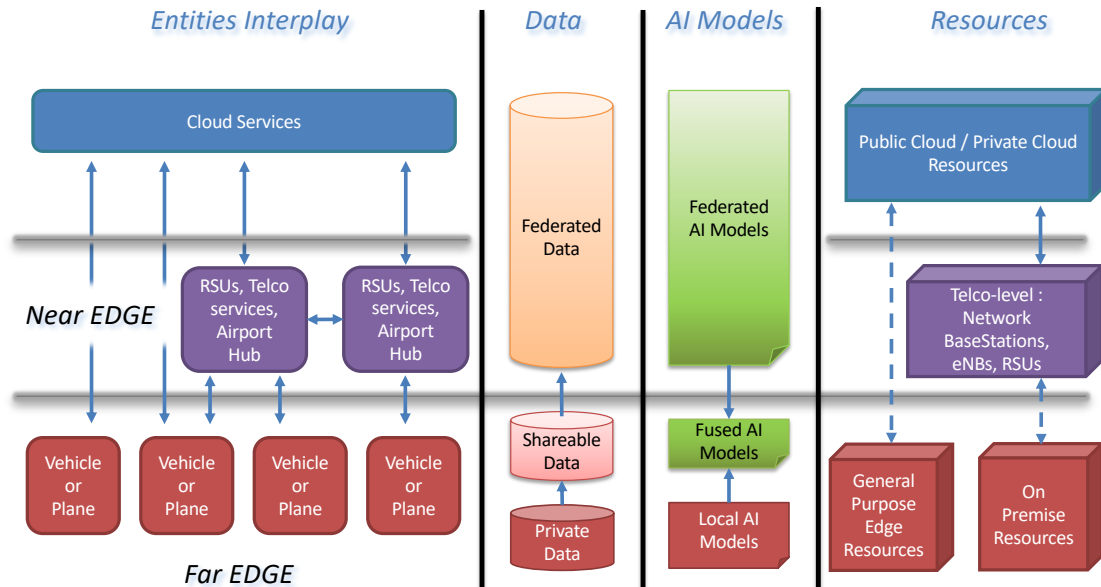 Entities Interplay
Data
AI Models
Resources
Cloud Services
Public Cloud / Private Cloud
Resources
Federated
Data
Federated
AI Models
Near EDGE
RSUs, Telco
services,
Airport
Hub
RSUs, Telco
services,
Airport
Hub
Telco-level :
Network
BaseStations,
eNBs, RSUs
Vehicle
or
Plane
Vehicle
or
Plane
Vehicle
or
Plane
Vehicle
or
Plane
Shareable
Data
Private
Data
Fused AI
Models
Local AI
Models
General
Purpose
Edge
Resources
On
Premise
Resources
Far EDGE